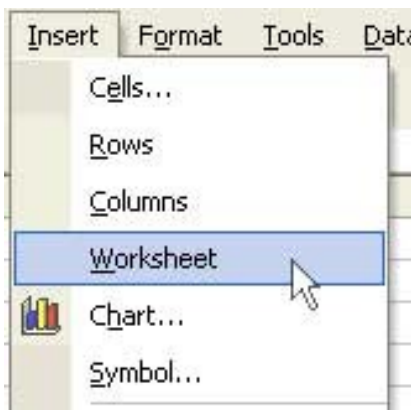 Insert Format Tools Data
Cells...
Rows
Columns
Worksheet
Chart...
Symbol...